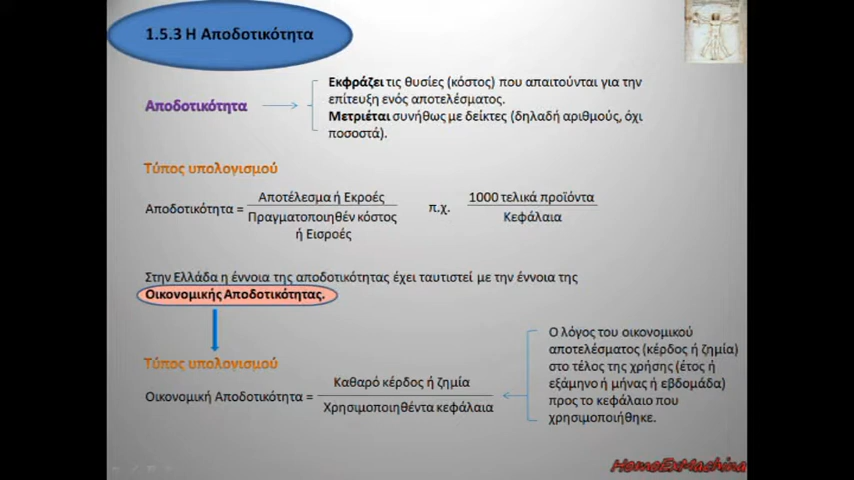 1.5.3 Η Αποδοτικότητα
Αποδοτικότητα
Εκφράζει τις θυσίες (κόστος) που απαιτούνται για την
επίτευξη ενός αποτελέσματος.
Μετριέται συνήθως με δείκτες (δηλαδή αριθμούς, όχι
ποσοστά).
Τύπος υπολογισμού
Αποδοτικότητα =
Αποτέλεσμα ή Εκροές
Πραγματοποιηθέν κόστος
ή Εισροές
π.χ.
1000 τελικά προϊόντα
Κεφάλαια
Στην Ελλάδα η έννοια της αποδοτικότητας έχει ταυτιστεί με την έννοια της
Οικονομικής Αποδοτικότητας.
Τύπος υπολογισμού
Οικονομική Αποδοτικότητα =
Καθαρό κέρδος ή ζημία
Χρησιμοποιηθέντα κεφάλαια
Ο λόγος του οικονομικού
αποτελέσματος (κέρδος ή ζημία)
στο τέλος της χρήσης (έτος ή
εξάμηνο ή μήνας ή εβδομάδα)
προς το κεφάλαιο που
χρησιμοποιήθηκε.
HomoExMachina